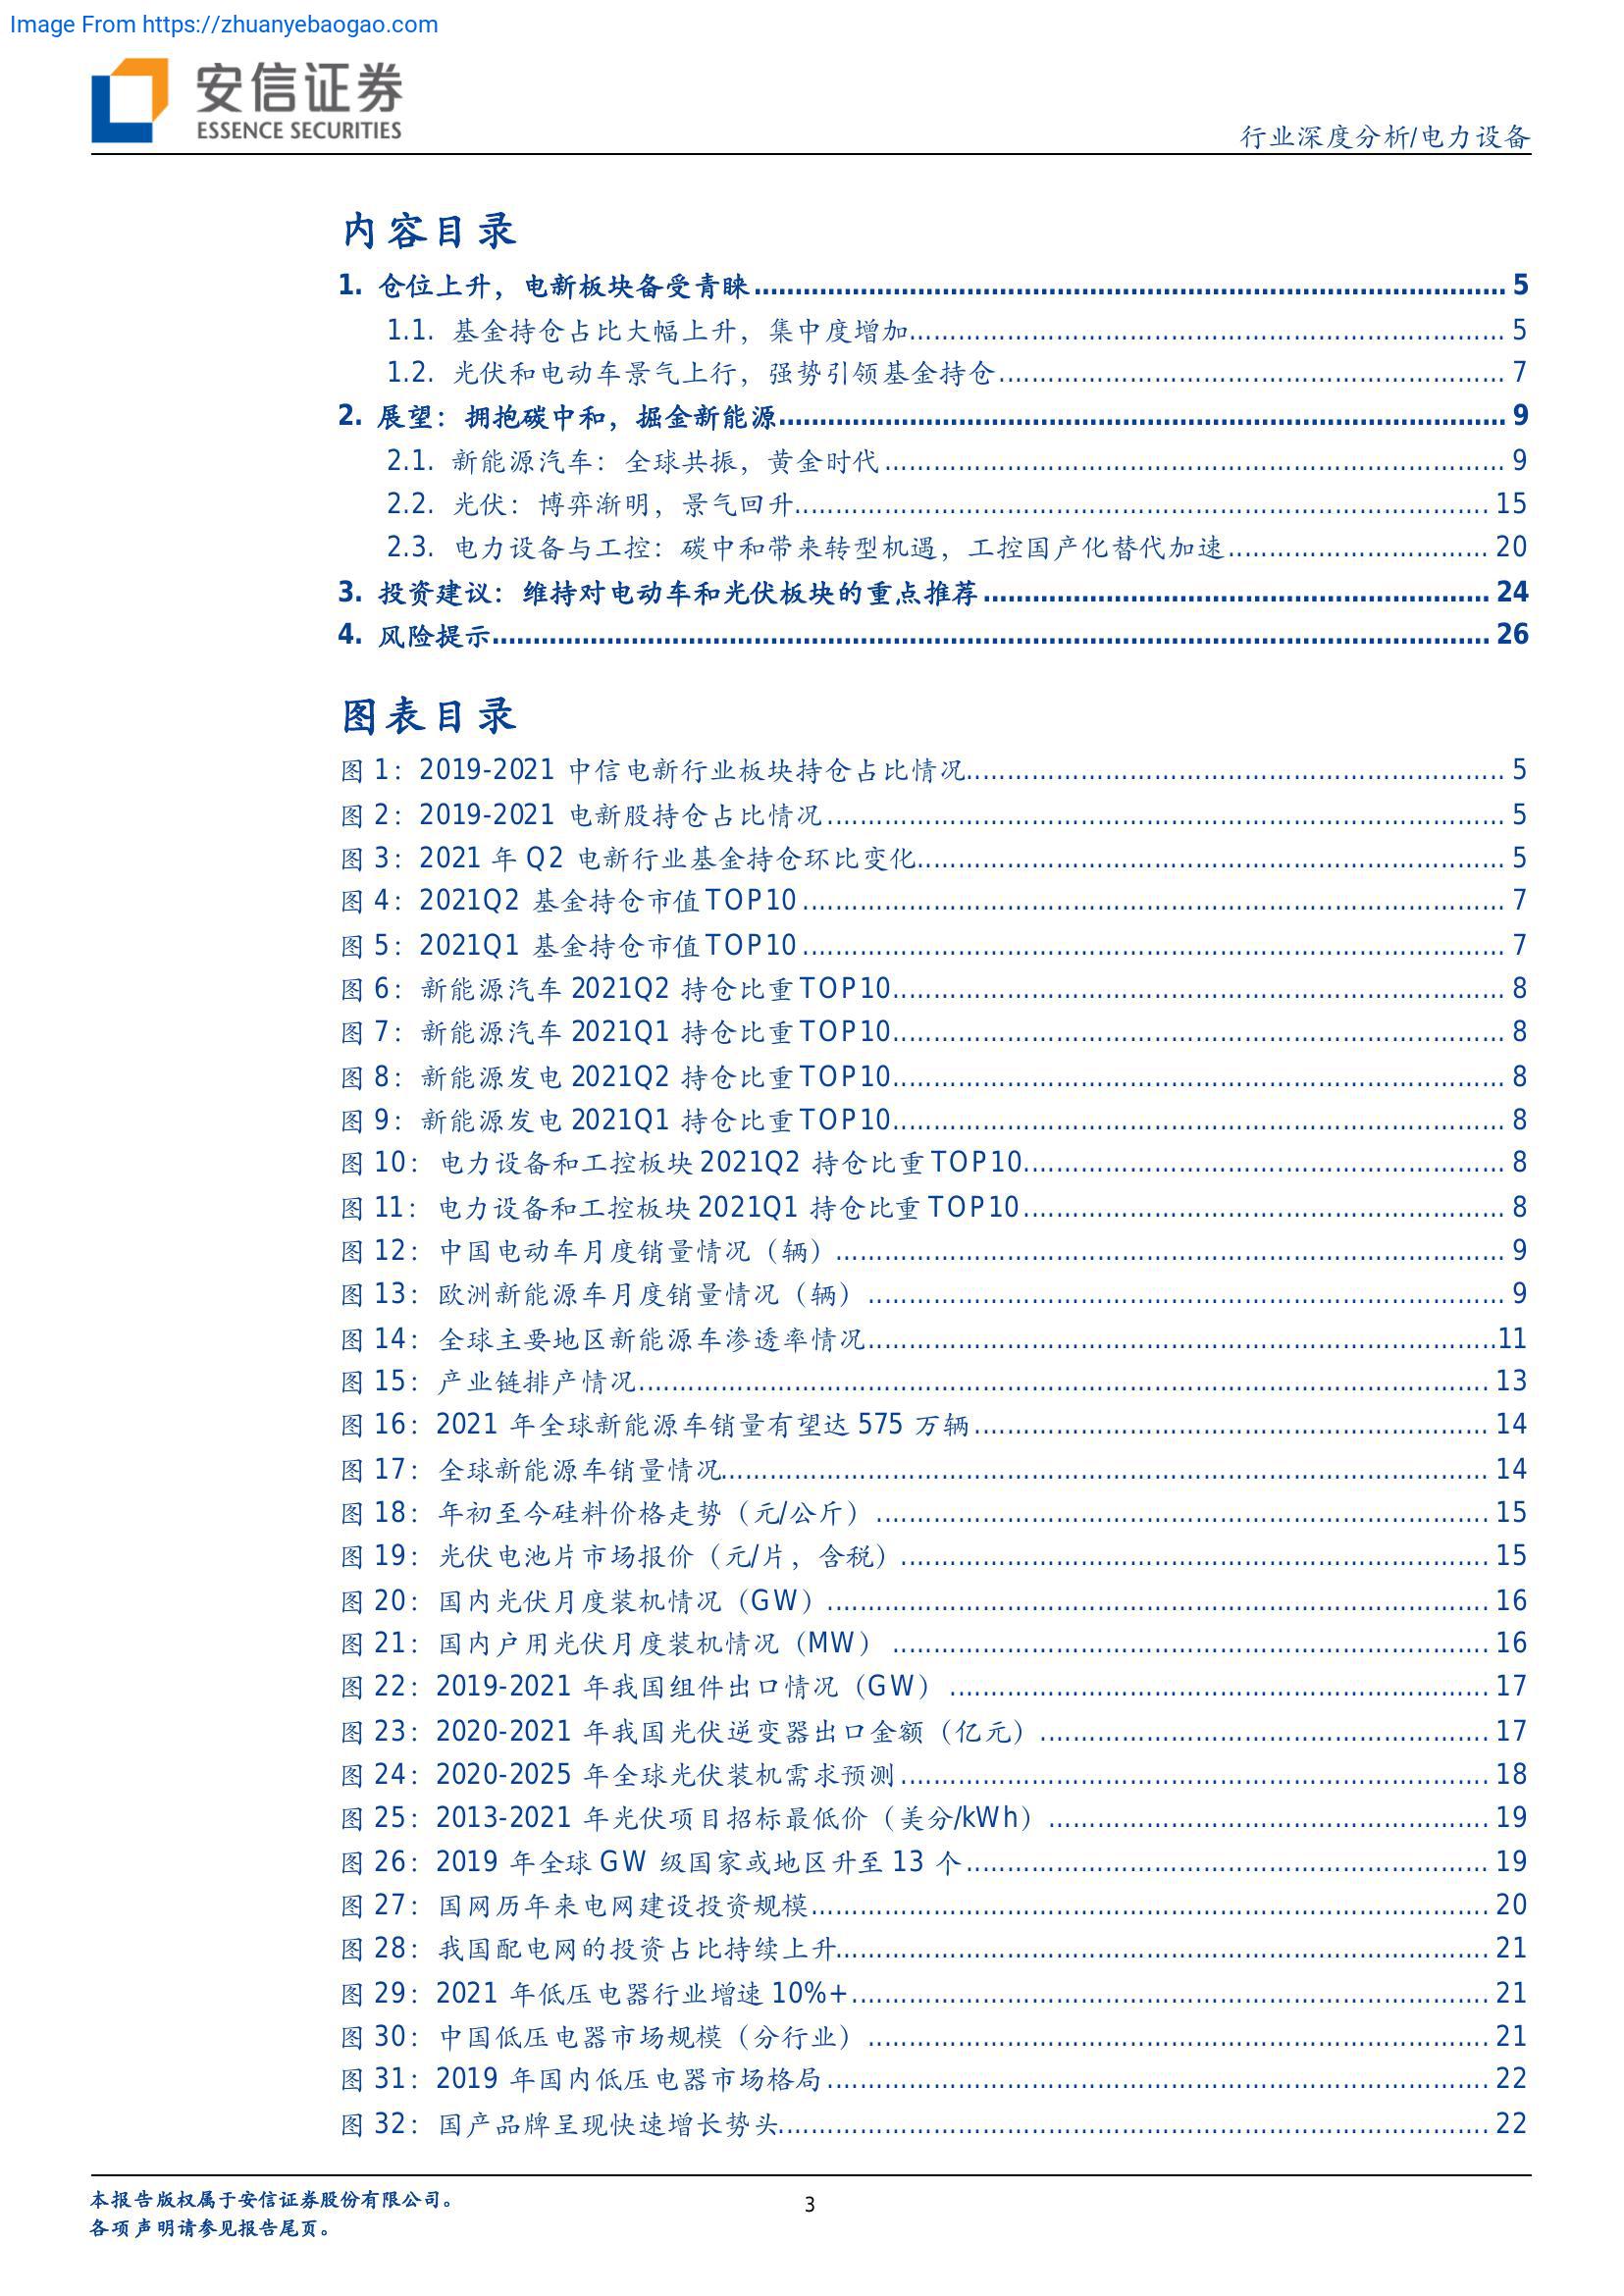 Image From https://zhuanyebaogao.com
安信证券
ESSENCE SECURITIES
行业深度分析/电力设备
内容目录
1. 仓位上升，电新板块备受青睐 5
1.1. 基金持仓占比大幅上升，集中度增加 5
1.2. 光伏和电动车景气上行，强势引领基金持仓 7
2. 展望：拥抱碳中和，掘金新能源 9
2.1. 新能源汽车：全球共振，黄金时代 9
2.2. 光伏：博弈渐明，景气回升 15
2.3. 电力设备与工控：碳中和带来转型机遇，工控国产化替代加速 20
3. 投资建议：维持对电动车和光伏板块的重点推荐 24
4. 风险提示 26
图表目录
图 1：2019-2021 中信电新行业板块持仓占比情况 5
图 2：2019-2021 电新股持仓占比情况 5
图 3：2021 年 Q2 电新行业基金持仓环比变化 5
图 4：2021Q2 基金持仓市值 TOP10 7
图 5：2021Q1 基金持仓市值 TOP10 7
图 6：新能源汽车 2021Q2 持仓比重 TOP10 8
图 7：新能源汽车 2021Q1 持仓比重 TOP10 8
图 8：新能源发电 2021Q2 持仓比重 TOP10 8
图 9：新能源发电 2021Q1 持仓比重 TOP10 8
图 10：电力设备和工控板块 2021Q2 持仓比重 TOP10 8
图 11：电力设备和工控板块 2021Q1 持仓比重 TOP10 8
图 12：中国电动车月度销量情况（辆） 9
图 13：欧洲新能源车月度销量情况（辆） 9
图 14：全球主要地区新能源车渗透率情况 11
图 15：产业链排产情况 13
图 16：2021 年全球新能源车销量有望达 575 万辆 14
图 17：全球新能源车销量情况 14
图 18：年初至今硅料价格走势（元/公斤） 15
图 19：光伏电池片市场报价（元/片，含税） 15
图 20：国内光伏月度装机情况（GW） 16
图 21：国内户用光伏月度装机情况（MW） 16
图 22：2019-2021 年我国组件出口情况（GW） 17
图 23：2020-2021 年我国光伏逆变器出口金额（亿元） 17
图 24：2020-2025 年全球光伏装机需求预测 18
图 25：2013-2021 年光伏项目招标最低价（美分/kWh） 19
图 26：2019 年全球 GW 级国家或地区升至 13 个 19
图 27：国网历年来电网建设投资规模 20
图 28：我国配电网的投资占比持续上升 21
图 29：2021 年低压电器行业增速 10%+ 21
图 30：中国低压电器市场规模（分行业） 21
图 31：2019 年国内低压电器市场格局 22
图 32：国产品牌呈现快速增长势头 22
本报告版权属于安信证券股份有限公司。
各项声明请参见报告尾页。
3